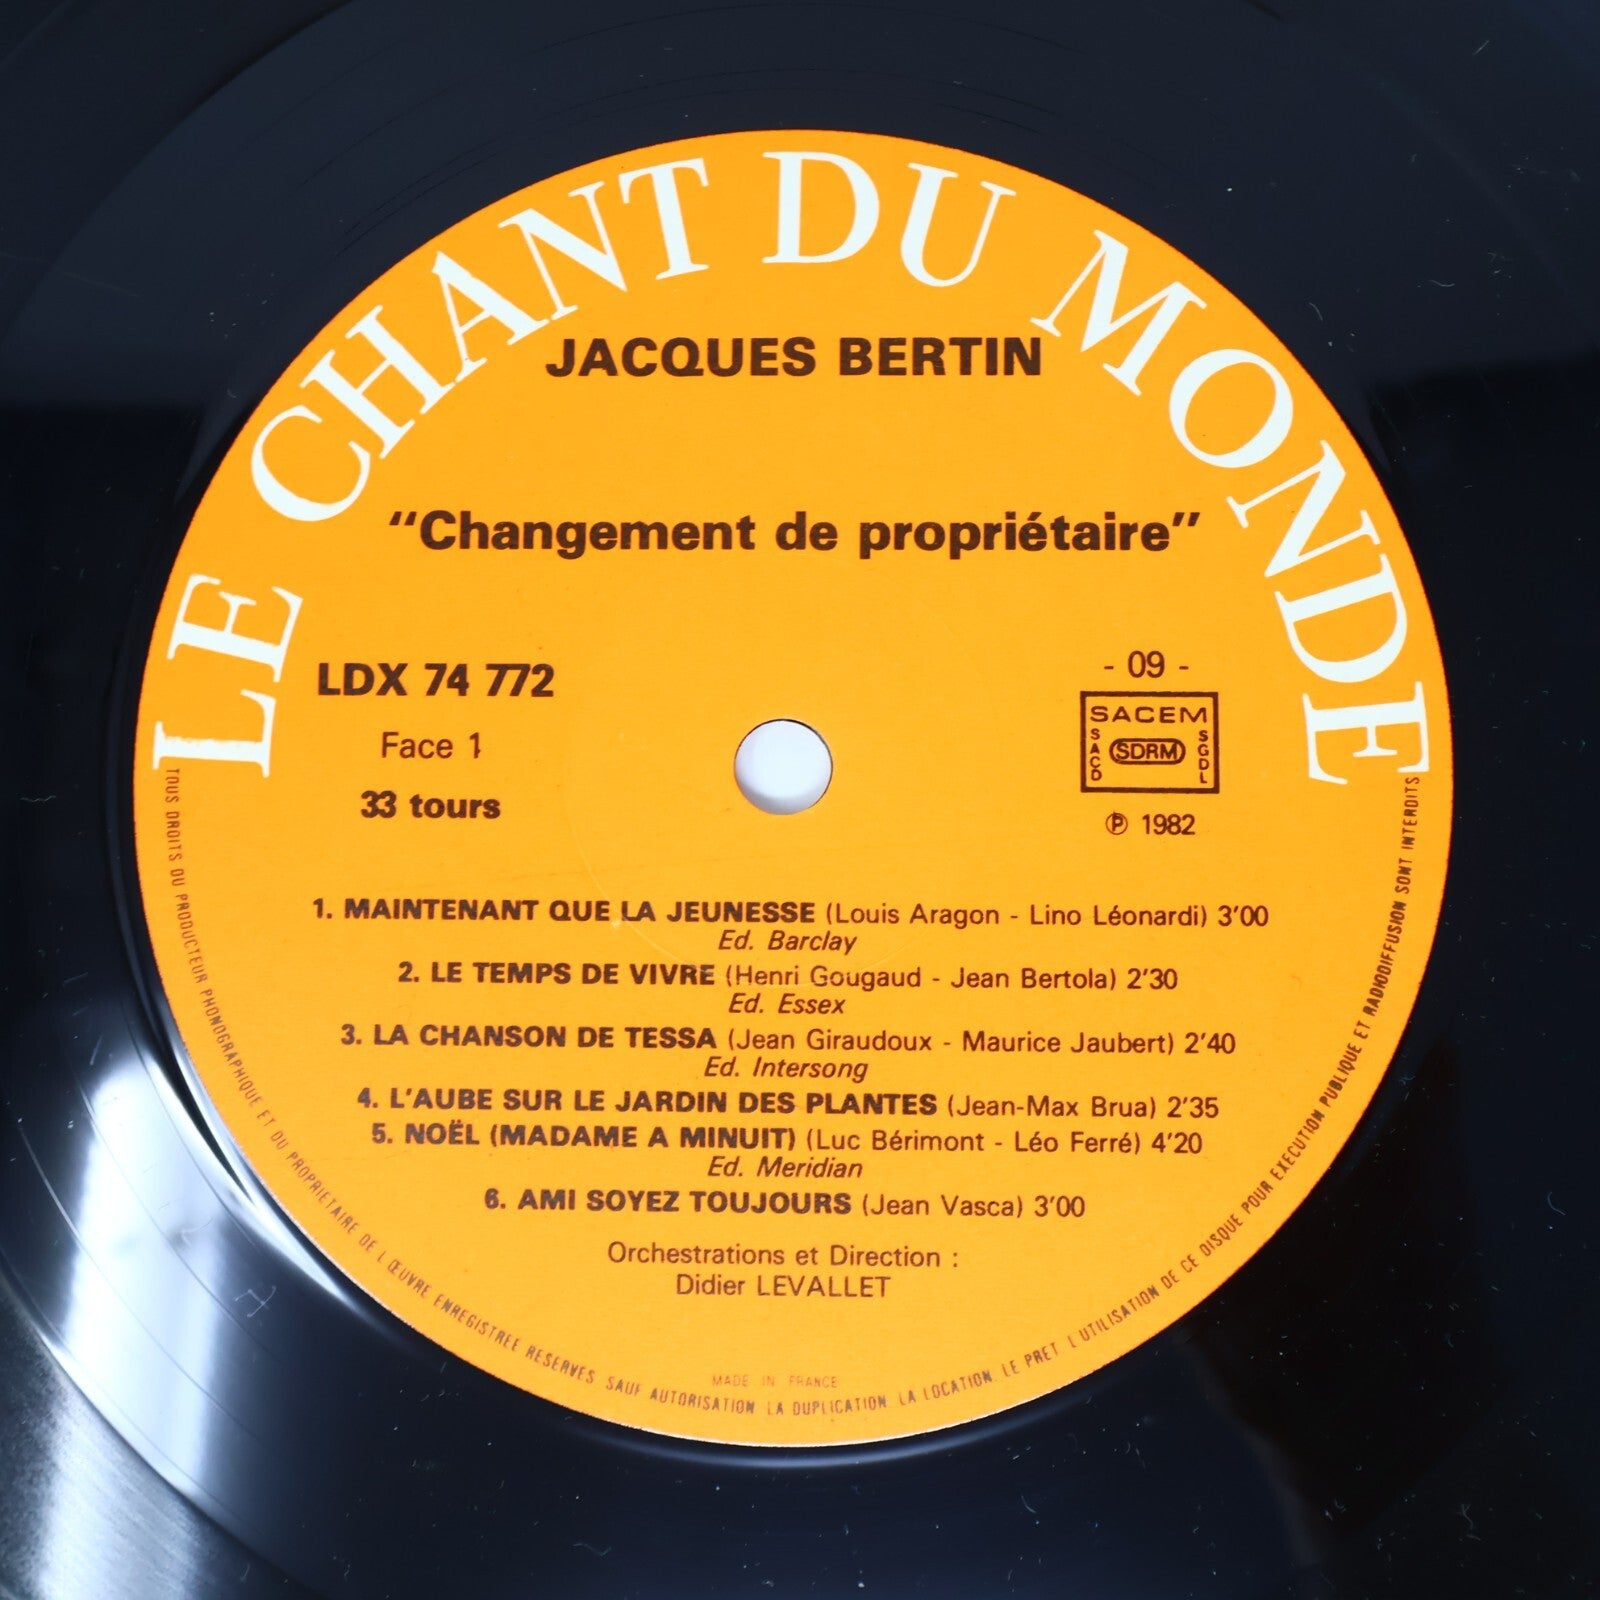 LE CHANT DU MONDE
JACQUES BERTIN
"Changement de propriétaire"
LDX 74 772
Face 1
33 tours
- 09 -
SACEM
SACD
SDRM
SGDL
℗ 1982
1. MAINTENANT QUE LA JEUNESSE (Louis Aragon - Lino Léonardi) 3'00
Ed. Barclay
2. LE TEMPS DE VIVRE (Henri Gougaud - Jean Bertola) 2'30
Ed. Essex
3. LA CHANSON DE TESSA (Jean Giraudoux - Maurice Jaubert) 2'40
Ed. Intersong
4. L'AUBE SUR LE JARDIN DES PLANTES (Jean-Max Brua) 2'35
5. NOËL (MADAME A MINUIT) (Luc Bérimont - Léo Ferré) 4'20
Ed. Meridian
6. AMI SOYEZ TOUJOURS (Jean Vasca) 3'00
Orchestrations et Direction :
Didier LEVALLET
MADE IN FRANCE
TOUS DROITS DU PRODUCTEUR PHONOGRAPHIQUE ET DU PROPRIETAIRE DE L'ŒUVRE ENREGISTREE RESERVES SAUF AUTORISATION LA DUPLICATION LA LOCATION. LE PRET L'UTILISATION DE CE DISQUE POUR EXECUTION PUBLIQUE ET RADIODIFFUSION SONT INTERDITS